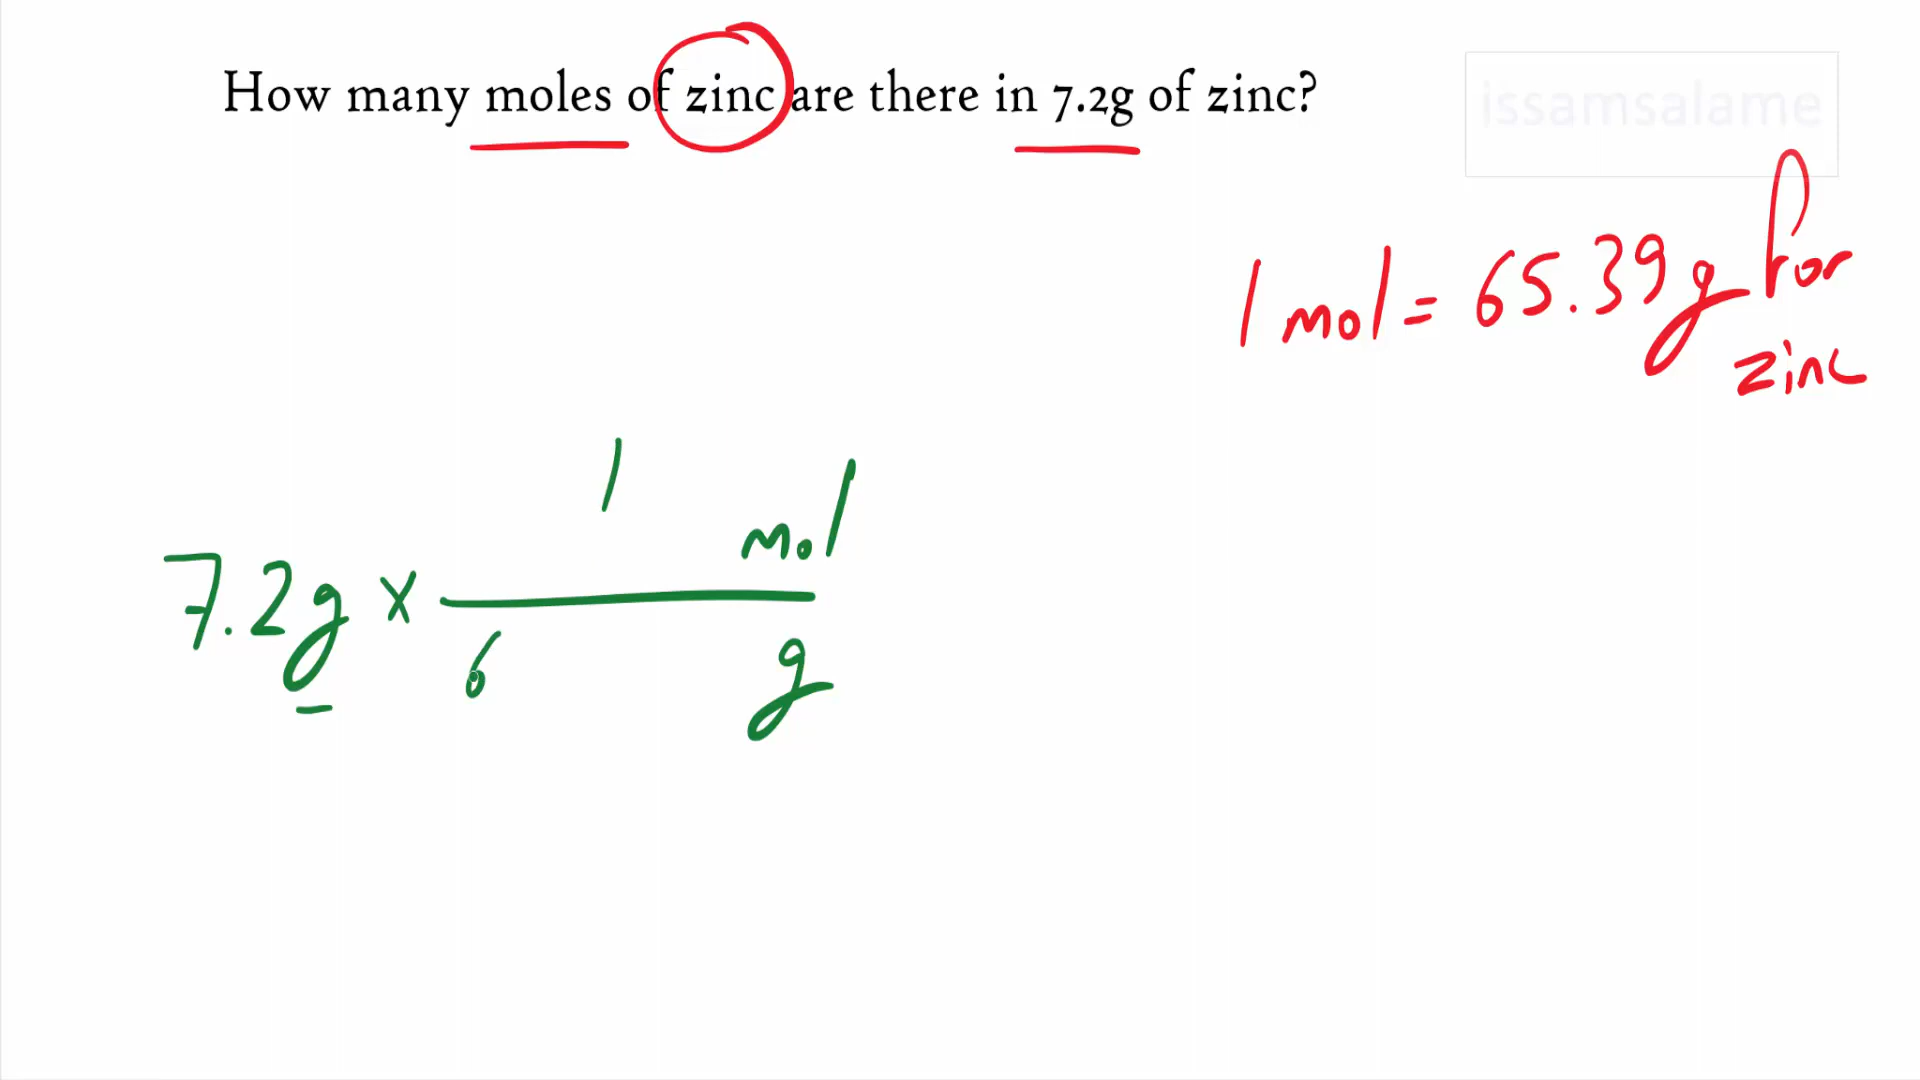 How many moles of zinc are there in 7.2g of zinc?
issamsalame
1 mol = 65.39g for
zinc
1 mol
7.2g x
6 g